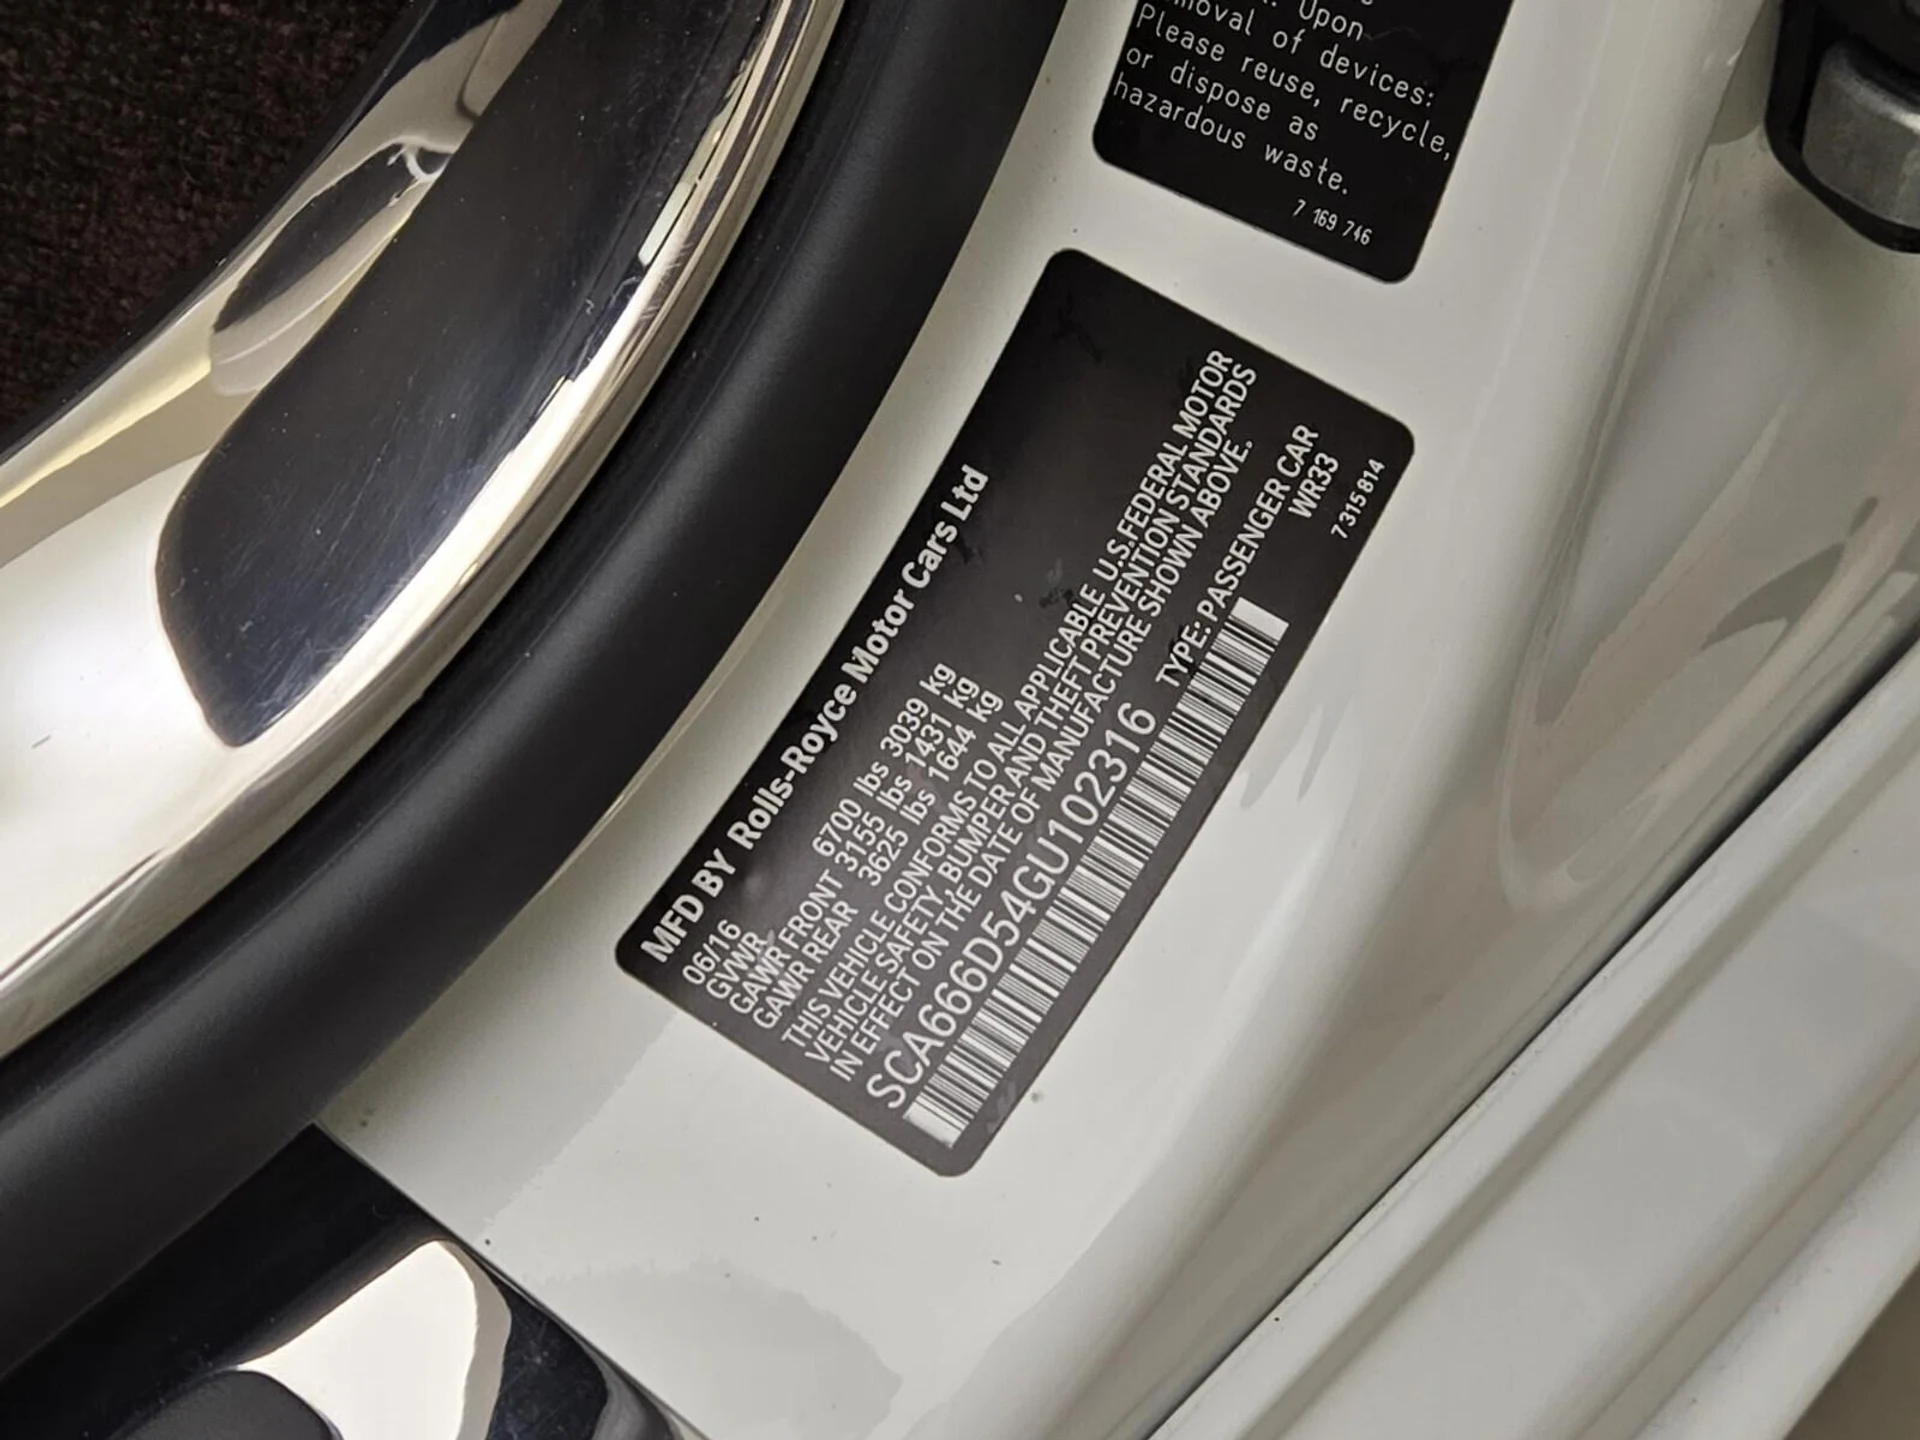 Upon
of devices:
Please reuse, recycle,
or dispose as
hazardous waste.
7 169 746
MFD BY Rolls-Royce Motor Cars Ltd
06/16
GVWR 6700 lbs 3039 kg
GAWR FRONT 3155 lbs 1431 kg
GAWR REAR 3625 lbs 1644 kg
THIS VEHICLE CONFORMS TO ALL APPLICABLE U.S.FEDERAL MOTOR
VEHICLE SAFETY, BUMPER AND THEFT PREVENTION STANDARDS
IN EFFECT ON THE DATE OF MANUFACTURE SHOWN ABOVE.
SCA666D54GU102316 TYPE: PASSENGER CAR
WR33
7315814